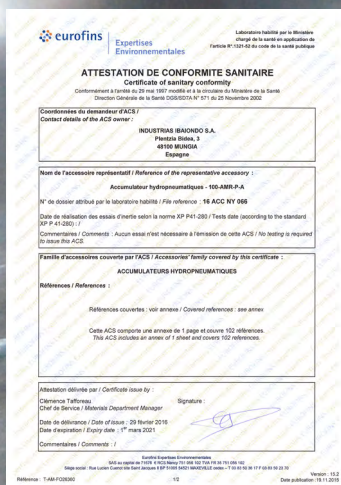 eurofins
Expertises
Environnementales
Laboratoire habilité par le Ministère
chargé de la santé en application de
l'article R*.1321-52 du code de la santé publique
ATTESTATION DE CONFORMITE SANITAIRE
Certificate of sanitary conformity
Conformément à l'arrêté du 29 mai 1997 modifié et à la circulaire du Ministère de la Santé
Direction Générale de la Santé DGS/SD7A N° 571 du 25 Novembre 2002
Coordonnées du demandeur d'ACS /
Contact details of the ACS owner :
INDUSTRIAS IBAIONDO S.A.
Plentzia Bidea, 3
48100 MUNGIA
Espagne
Nom de l'accessoire représentatif / Reference of the representative accessory :
Accumulateur hydropneumatiques - 100-AMR-P-A
N° de dossier attribué par le laboratoire habilité / File reference : 16 ACC NY 066
Date de réalisation des essais d'inertie selon la norme XP P41-280 / Tests date (according to the standard
XP P 41-280) : /
Commentaires / Comments : Aucun essai n'est nécessaire à l'émission de cette ACS / No testing is required
to issue this ACS.
Famille d'accessoires couverte par l'ACS / Accessories' family covered by this certificate :
ACCUMULATEURS HYDROPNEUMATIQUES
Références / References :
Références couvertes : voir annexe / Covered references : see annex
Cette ACS comporte une annexe de 1 page et couvre 102 références.
This ACS includes an annex of 1 sheet and covers 102 references.
Attestation délivrée par / Certificate issue by :
Clémence Tafforeau
Chef de Service / Materials Department Manager
Signature :
Date de délivrance / Date of issue : 29 février 2016
Date d'expiration / Expiry date : 1er mars 2021
Commentaires / Comments : /
Eurofins Expertises Environnementales
Référence : T-AM-FO26360
1/2
Version : 13.2
Date publication :19.11.2015